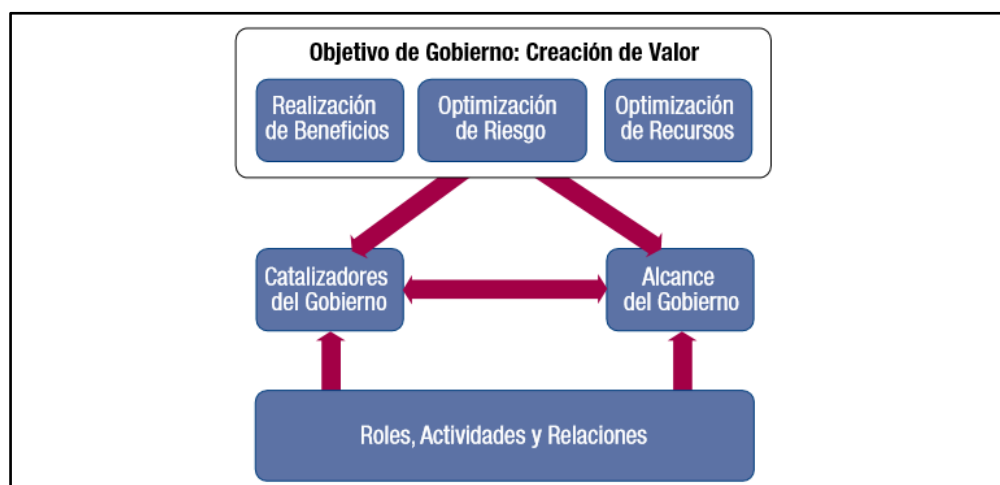 Objetivo de Gobierno: Creación de Valor
Realización
de Beneficios
Optimización
de Riesgo
Optimización
de Recursos
Catalizadores
del Gobierno
Alcance
del Gobierno
Roles, Actividades y Relaciones